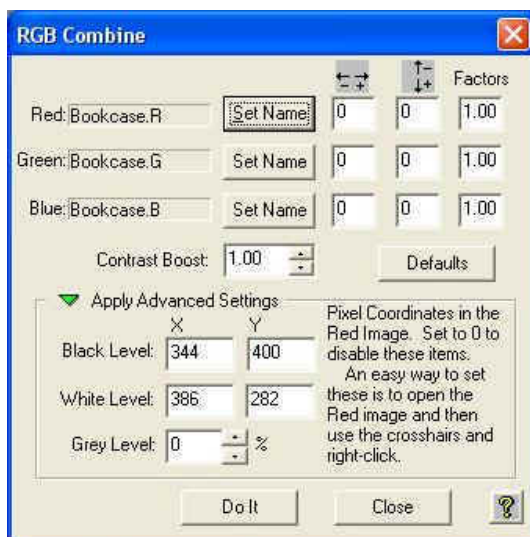 RGB Combine
Factors
Red: Bookcase.R Set Name 0 0 1.00
Green: Bookcase.G Set Name 0 0 1.00
Blue: Bookcase.B Set Name 0 0 1.00
Contrast Boost: 1.00 Defaults
Apply Advanced Settings
X Y
Black Level: 344 400
White Level: 386 282
Grey Level: 0 %
Pixel Coordinates in the
Red Image. Set to 0 to
disable these items.
An easy way to set
these is to open the
Red image and then
use the crosshairs and
right-click.
Do It Close ?